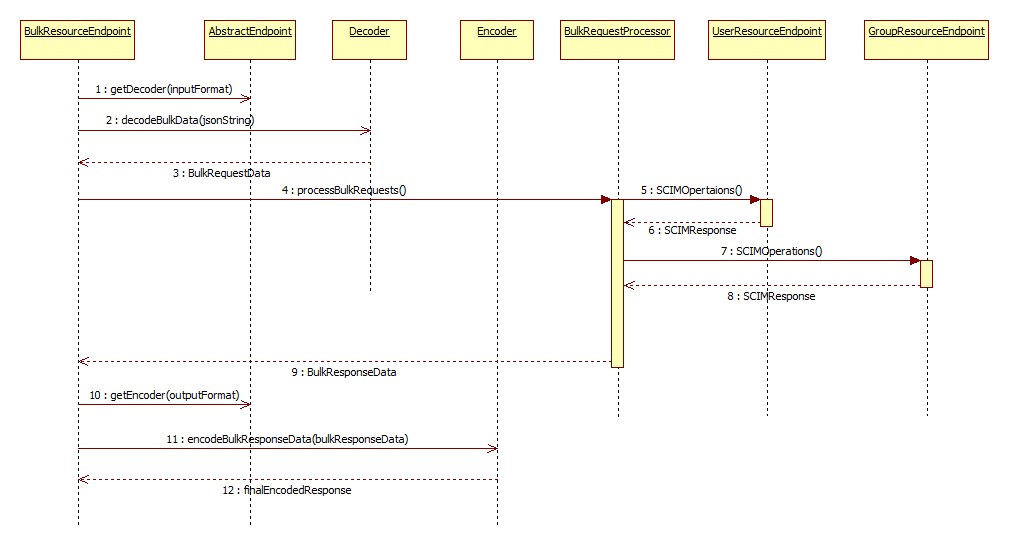 BulkResourceEndpoint
AbstractEndpoint
Decoder
Encoder
BulkRequestProcessor
UserResourceEndpoint
GroupResourceEndpoint
1 : getDecoder(inputFormat)
2 : decodeBulkData(jsonString)
3 : BulkRequestData
4 : processBulkRequests()
5 : SCIMOpertaions()
6 : SCIMResponse
7 : SCIMOperations()
8 : SCIMResponse
9 : BulkResponseData
10 : getEncoder(outputFormat)
11 : encodeBulkResponseData(bulkResponseData)
12 : finalEncodedResponse